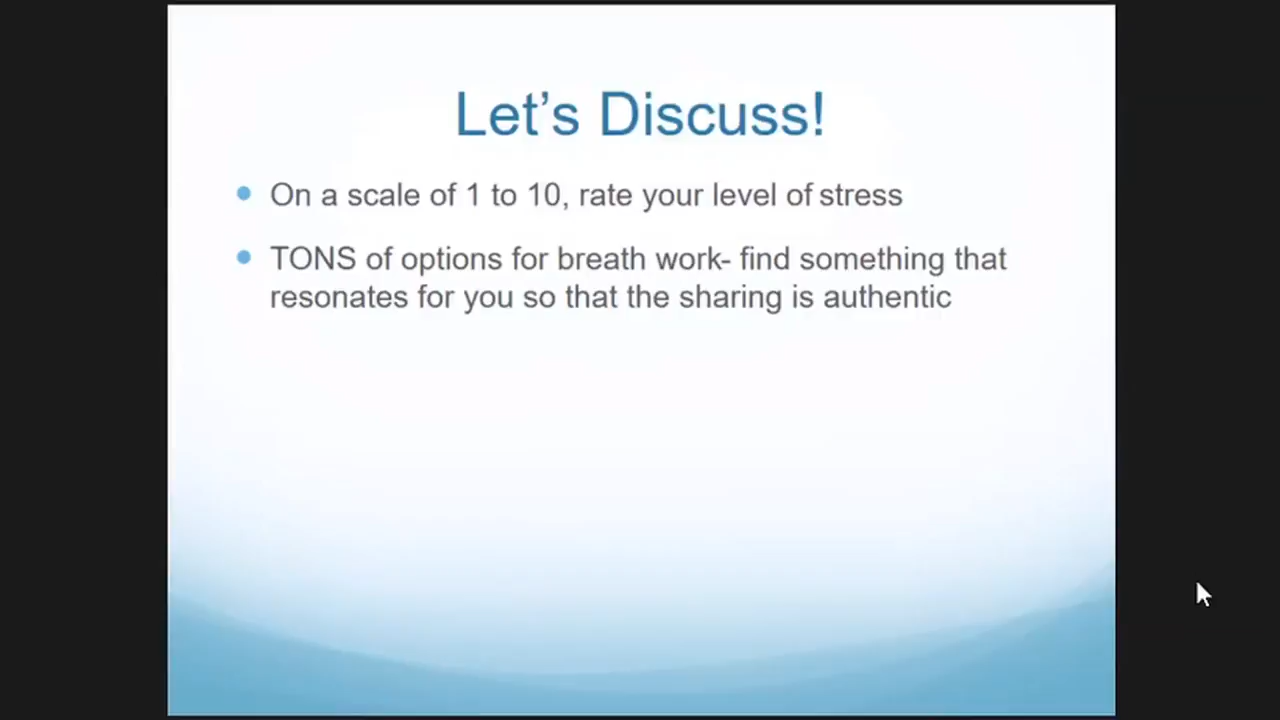 Let’s Discuss!
On a scale of 1 to 10, rate your level of stress
TONS of options for breath work- find something that
resonates for you so that the sharing is authentic